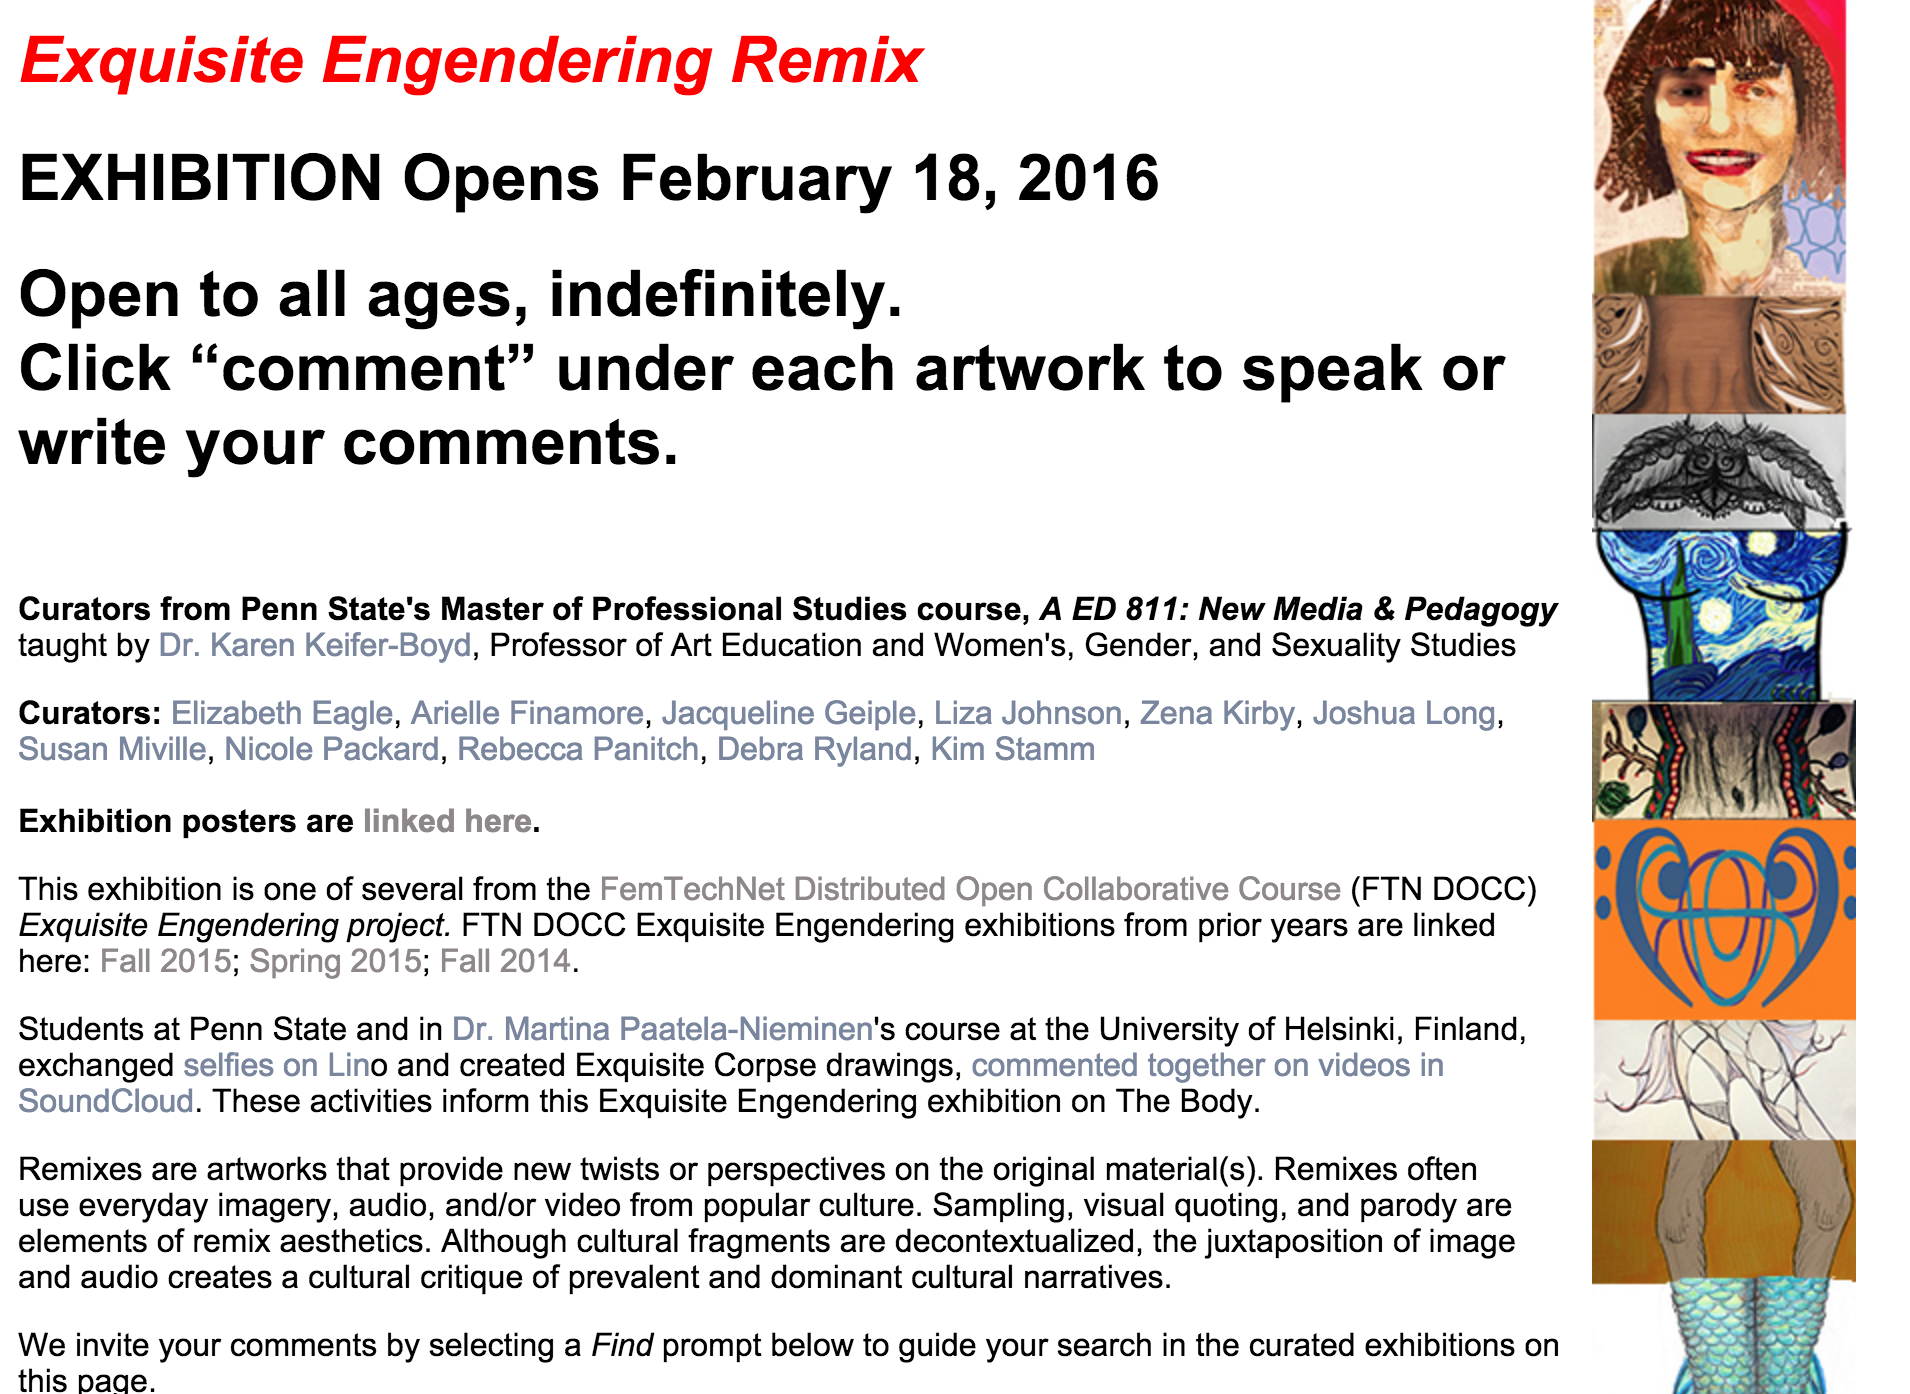 Exquisite Engendering Remix
EXHIBITION Opens February 18, 2016
Open to all ages, indefinitely.
Click “comment” under each artwork to speak or
write your comments.
Curators from Penn State's Master of Professional Studies course, A ED 811: New Media & Pedagogy
taught by Dr. Karen Keifer-Boyd, Professor of Art Education and Women's, Gender, and Sexuality Studies
Curators: Elizabeth Eagle, Arielle Finamore, Jacqueline Geiple, Liza Johnson, Zena Kirby, Joshua Long,
Susan Miville, Nicole Packard, Rebecca Panitch, Debra Ryland, Kim Stamm
Exhibition posters are linked here.
This exhibition is one of several from the FemTechNet Distributed Open Collaborative Course (FTN DOCC)
Exquisite Engendering project. FTN DOCC Exquisite Engendering exhibitions from prior years are linked
here: Fall 2015; Spring 2015; Fall 2014.
Students at Penn State and in Dr. Martina Paatela-Nieminen's course at the University of Helsinki, Finland,
exchanged selfies on Lino and created Exquisite Corpse drawings, commented together on videos in
SoundCloud. These activities inform this Exquisite Engendering exhibition on The Body.
Remixes are artworks that provide new twists or perspectives on the original material(s). Remixes often
use everyday imagery, audio, and/or video from popular culture. Sampling, visual quoting, and parody are
elements of remix aesthetics. Although cultural fragments are decontextualized, the juxtaposition of image
and audio creates a cultural critique of prevalent and dominant cultural narratives.
We invite your comments by selecting a Find prompt below to guide your search in the curated exhibitions on
this page.